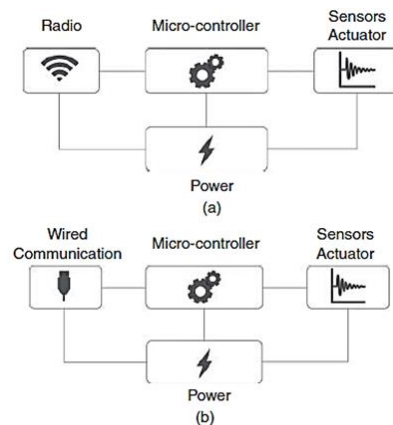 Radio
Micro-controller
Sensors
Actuator
Power
(a)
Wired
Communication
Micro-controller
Sensors
Actuator
Power
(b)